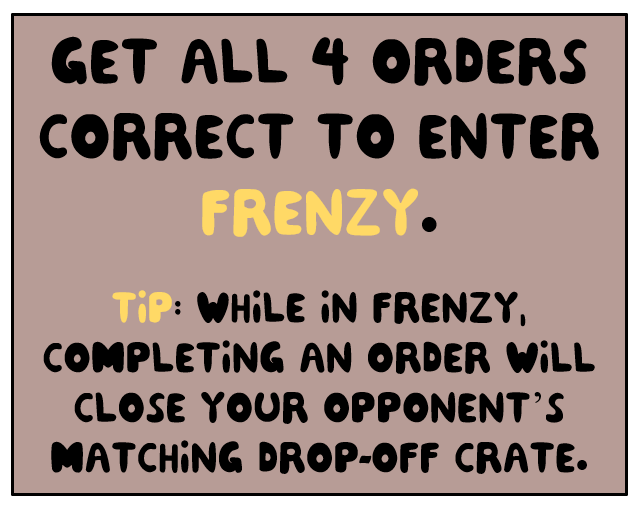 GET ALL 4 ORDERS
CORRECT TO ENTER
FRENZY.
TiP: WHiLE iN FRENZY,
COMPLETiNG AN ORDER WiLL
CLOSE YOUR OPPONENT'S
MATCHiNG DROP-OFF CRATE.